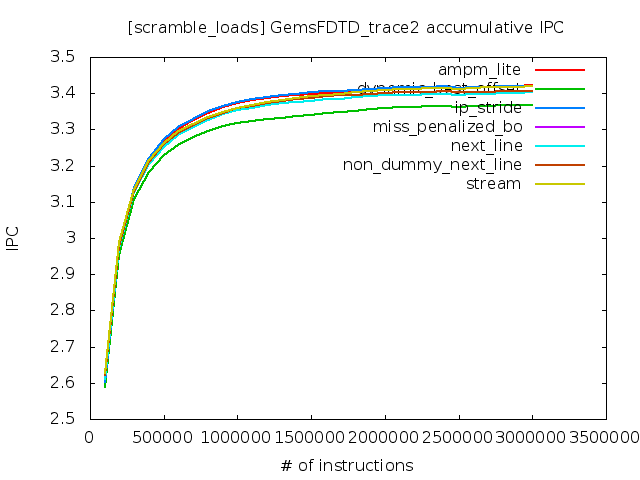 [scramble_loads] GemsFDTD_trace2 accumulative IPC
3.5
3.4
3.3
3.2
3.1
3
2.9
2.8
2.7
2.6
2.5
IPC
ampm_lite
dynamic_best_offset
ip_stride
miss_penalized_bo
next_line
non_dummy_next_line
stream
0 500000 1000000 1500000 2000000 2500000 3000000 3500000
# of instructions